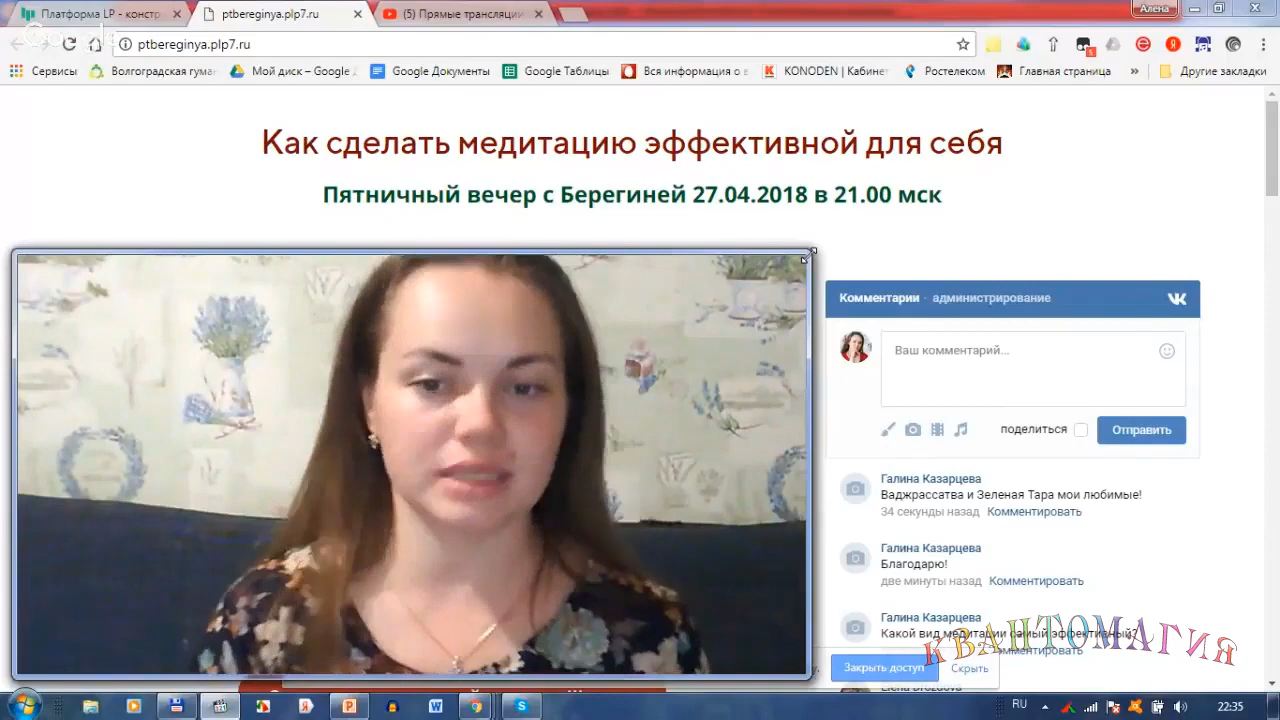 Платформа LP - констр
ptbereginya.plp7.ru
(5) Прямые трансляции
Алена
ptbereginya.plp7.ru
Сервисы
Волгоградская гуман
Мой диск – Google Д
Google Документы
Google Таблицы
Вся информация о в
KONODEN | Кабинет
Ростелеком
Главная страница
»
Другие закладки
Как сделать медитацию эффективной для себя
Пятничный вечер с Берегиней 27.04.2018 в 21.00 мск
Комментарии · администрирование
Ваш комментарий...
поделиться
Отправить
Галина Казарцева
Ваджрассатва и Зеленая Тара мои любимые!
34 секунды назад Комментировать
Галина Казарцева
Благодарю!
две минуты назад Комментировать
Галина Казарцева
Какой вид медитации самый эффективный?
Комментировать
КВАНТОМАГИЯ
Закрыть доступ
Скрыть
Elena Drozdova
RU
22:35